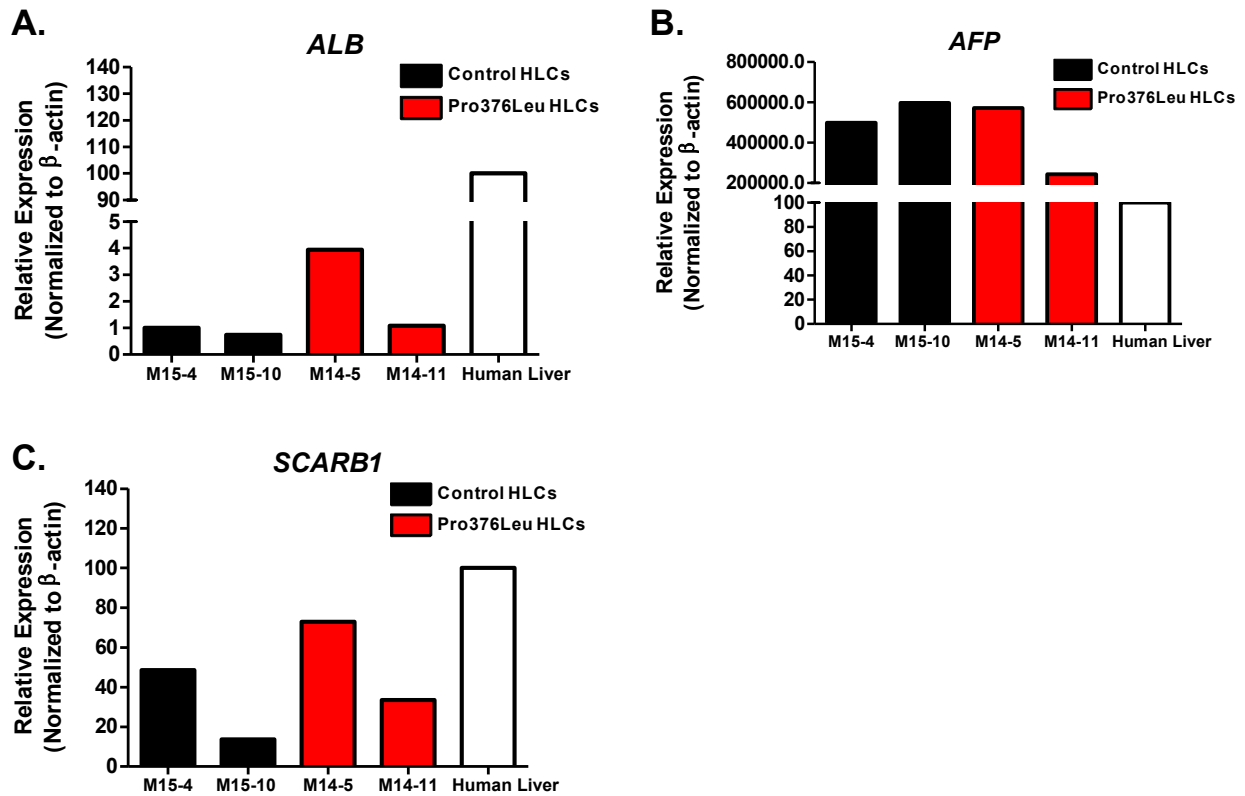 A.
ALB
Relative Expression
(Normalized to β-actin)
140
130
120
110
100
90
5
4
3
2
1
0
Control HLCs
Pro376Leu HLCs
M15-4 M15-10 M14-5 M14-11 Human Liver
B.
AFP
Relative Expression
(Normalized to β-actin)
800000.0
600000.0
400000.0
200000.0
100
80
60
40
20
0
Control HLCs
Pro376Leu HLCs
M15-4 M15-10 M14-5 M14-11 Human Liver
C.
SCARB1
Relative Expression
(Normalized to β-actin)
140
120
100
80
60
40
20
0
Control HLCs
Pro376Leu HLCs
M15-4 M15-10 M14-5 M14-11 Human Liver